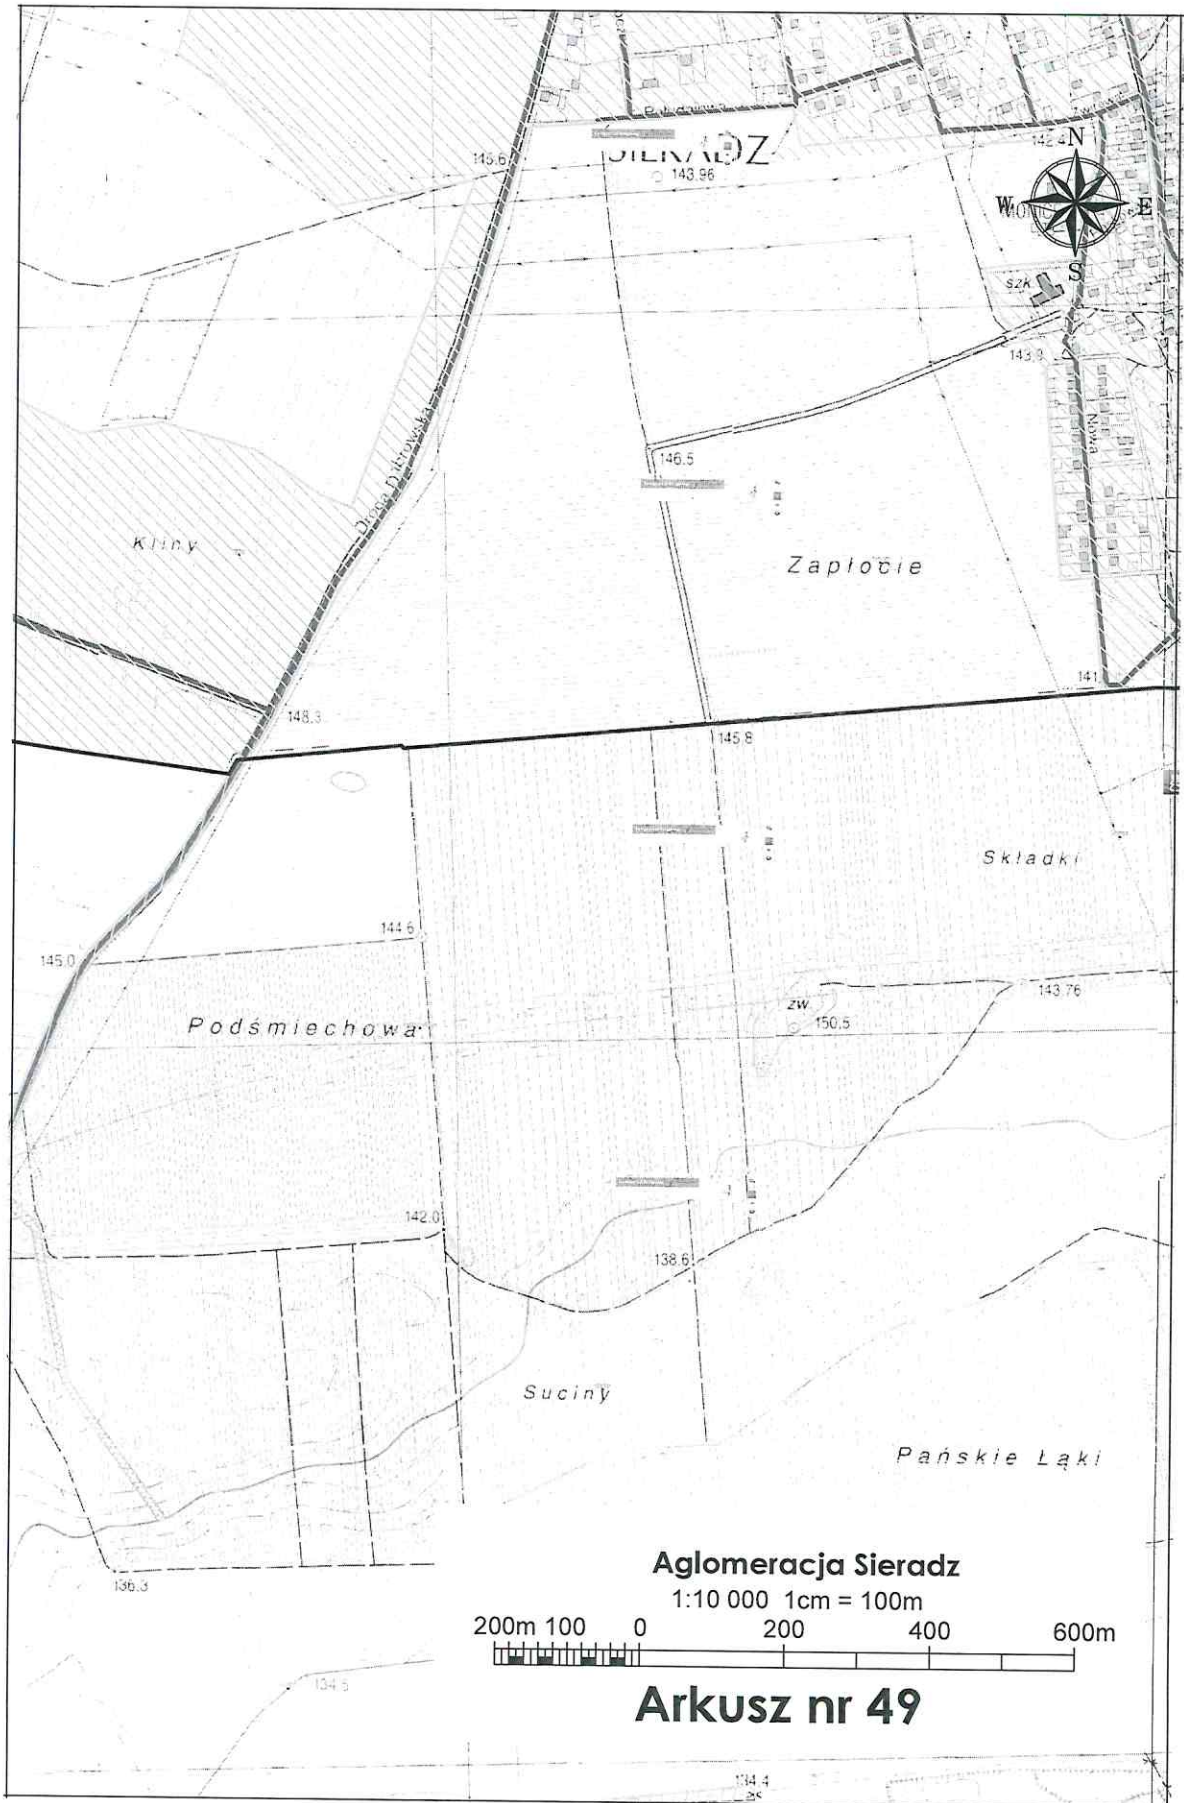 SIERADZ
145.6
143.96
142.4
N
W
E
S
szk.
143.9
Nowa
146.5
Droga
Kliny
Zapłocie
141
148.3
145.8
Składki
144.6
145.0
143.76
zw.
150.5
Podśmiechowa
142.0
138.6
Suciny
Pańskie Łąki
136.3
Aglomeracja Sieradz
1:10 000 1cm = 100m
200m 100 0 200 400 600m
134.5
Arkusz nr 49
134.4